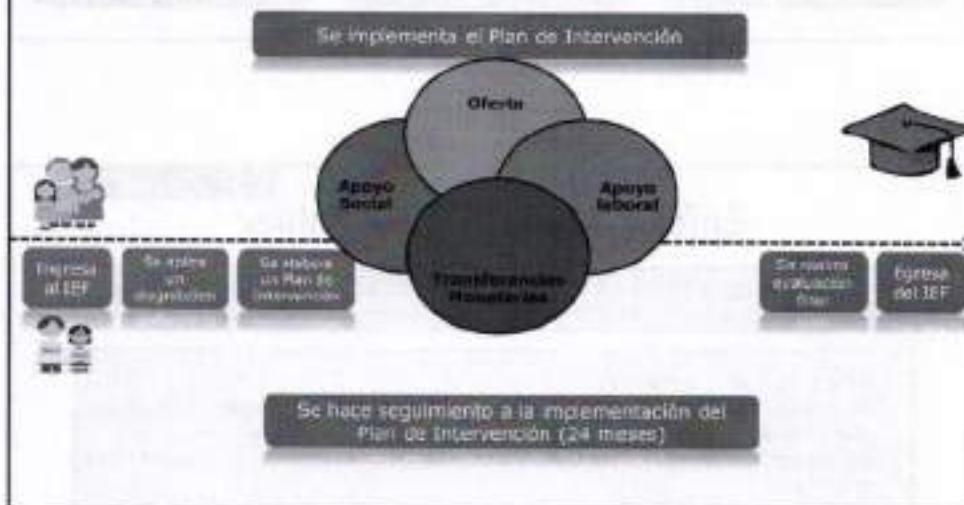 Se implementa el Plan de Intervención
Oferta
Apoyo
Social
Apoyo
laboral
Transferencias
Monetarias
Ingresa
al IEF
Se aplica
un
diagnóstico
Se elabora
un Plan de
Intervención
Se realiza
evaluación
final
Egresa
del IEF
Se hace seguimiento a la implementación del
Plan de Intervención (24 meses)